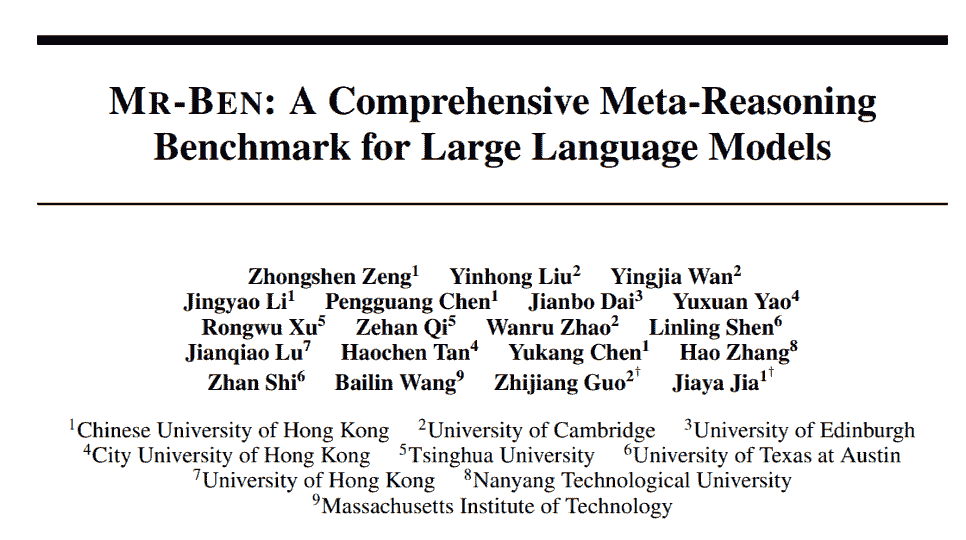 MR-BEN: A Comprehensive Meta-Reasoning
Benchmark for Large Language Models
Zhongshen Zeng¹ Yinhong Liu² Yingjia Wan²
Jingyao Li¹ Pengguang Chen¹ Jianbo Dai³ Yuxuan Yao⁴
Rongwu Xu⁵ Zehan Qi⁵ Wanru Zhao² Linling Shen⁶
Jianqiao Lu⁷ Haochen Tan⁴ Yukang Chen¹ Hao Zhang⁸
Zhan Shi⁶ Bailin Wang⁹ Zhijiang Guo²† Jiaya Jia¹†
¹Chinese University of Hong Kong ²University of Cambridge ³University of Edinburgh
⁴City University of Hong Kong ⁵Tsinghua University ⁶University of Texas at Austin
⁷University of Hong Kong ⁸Nanyang Technological University
⁹Massachusetts Institute of Technology